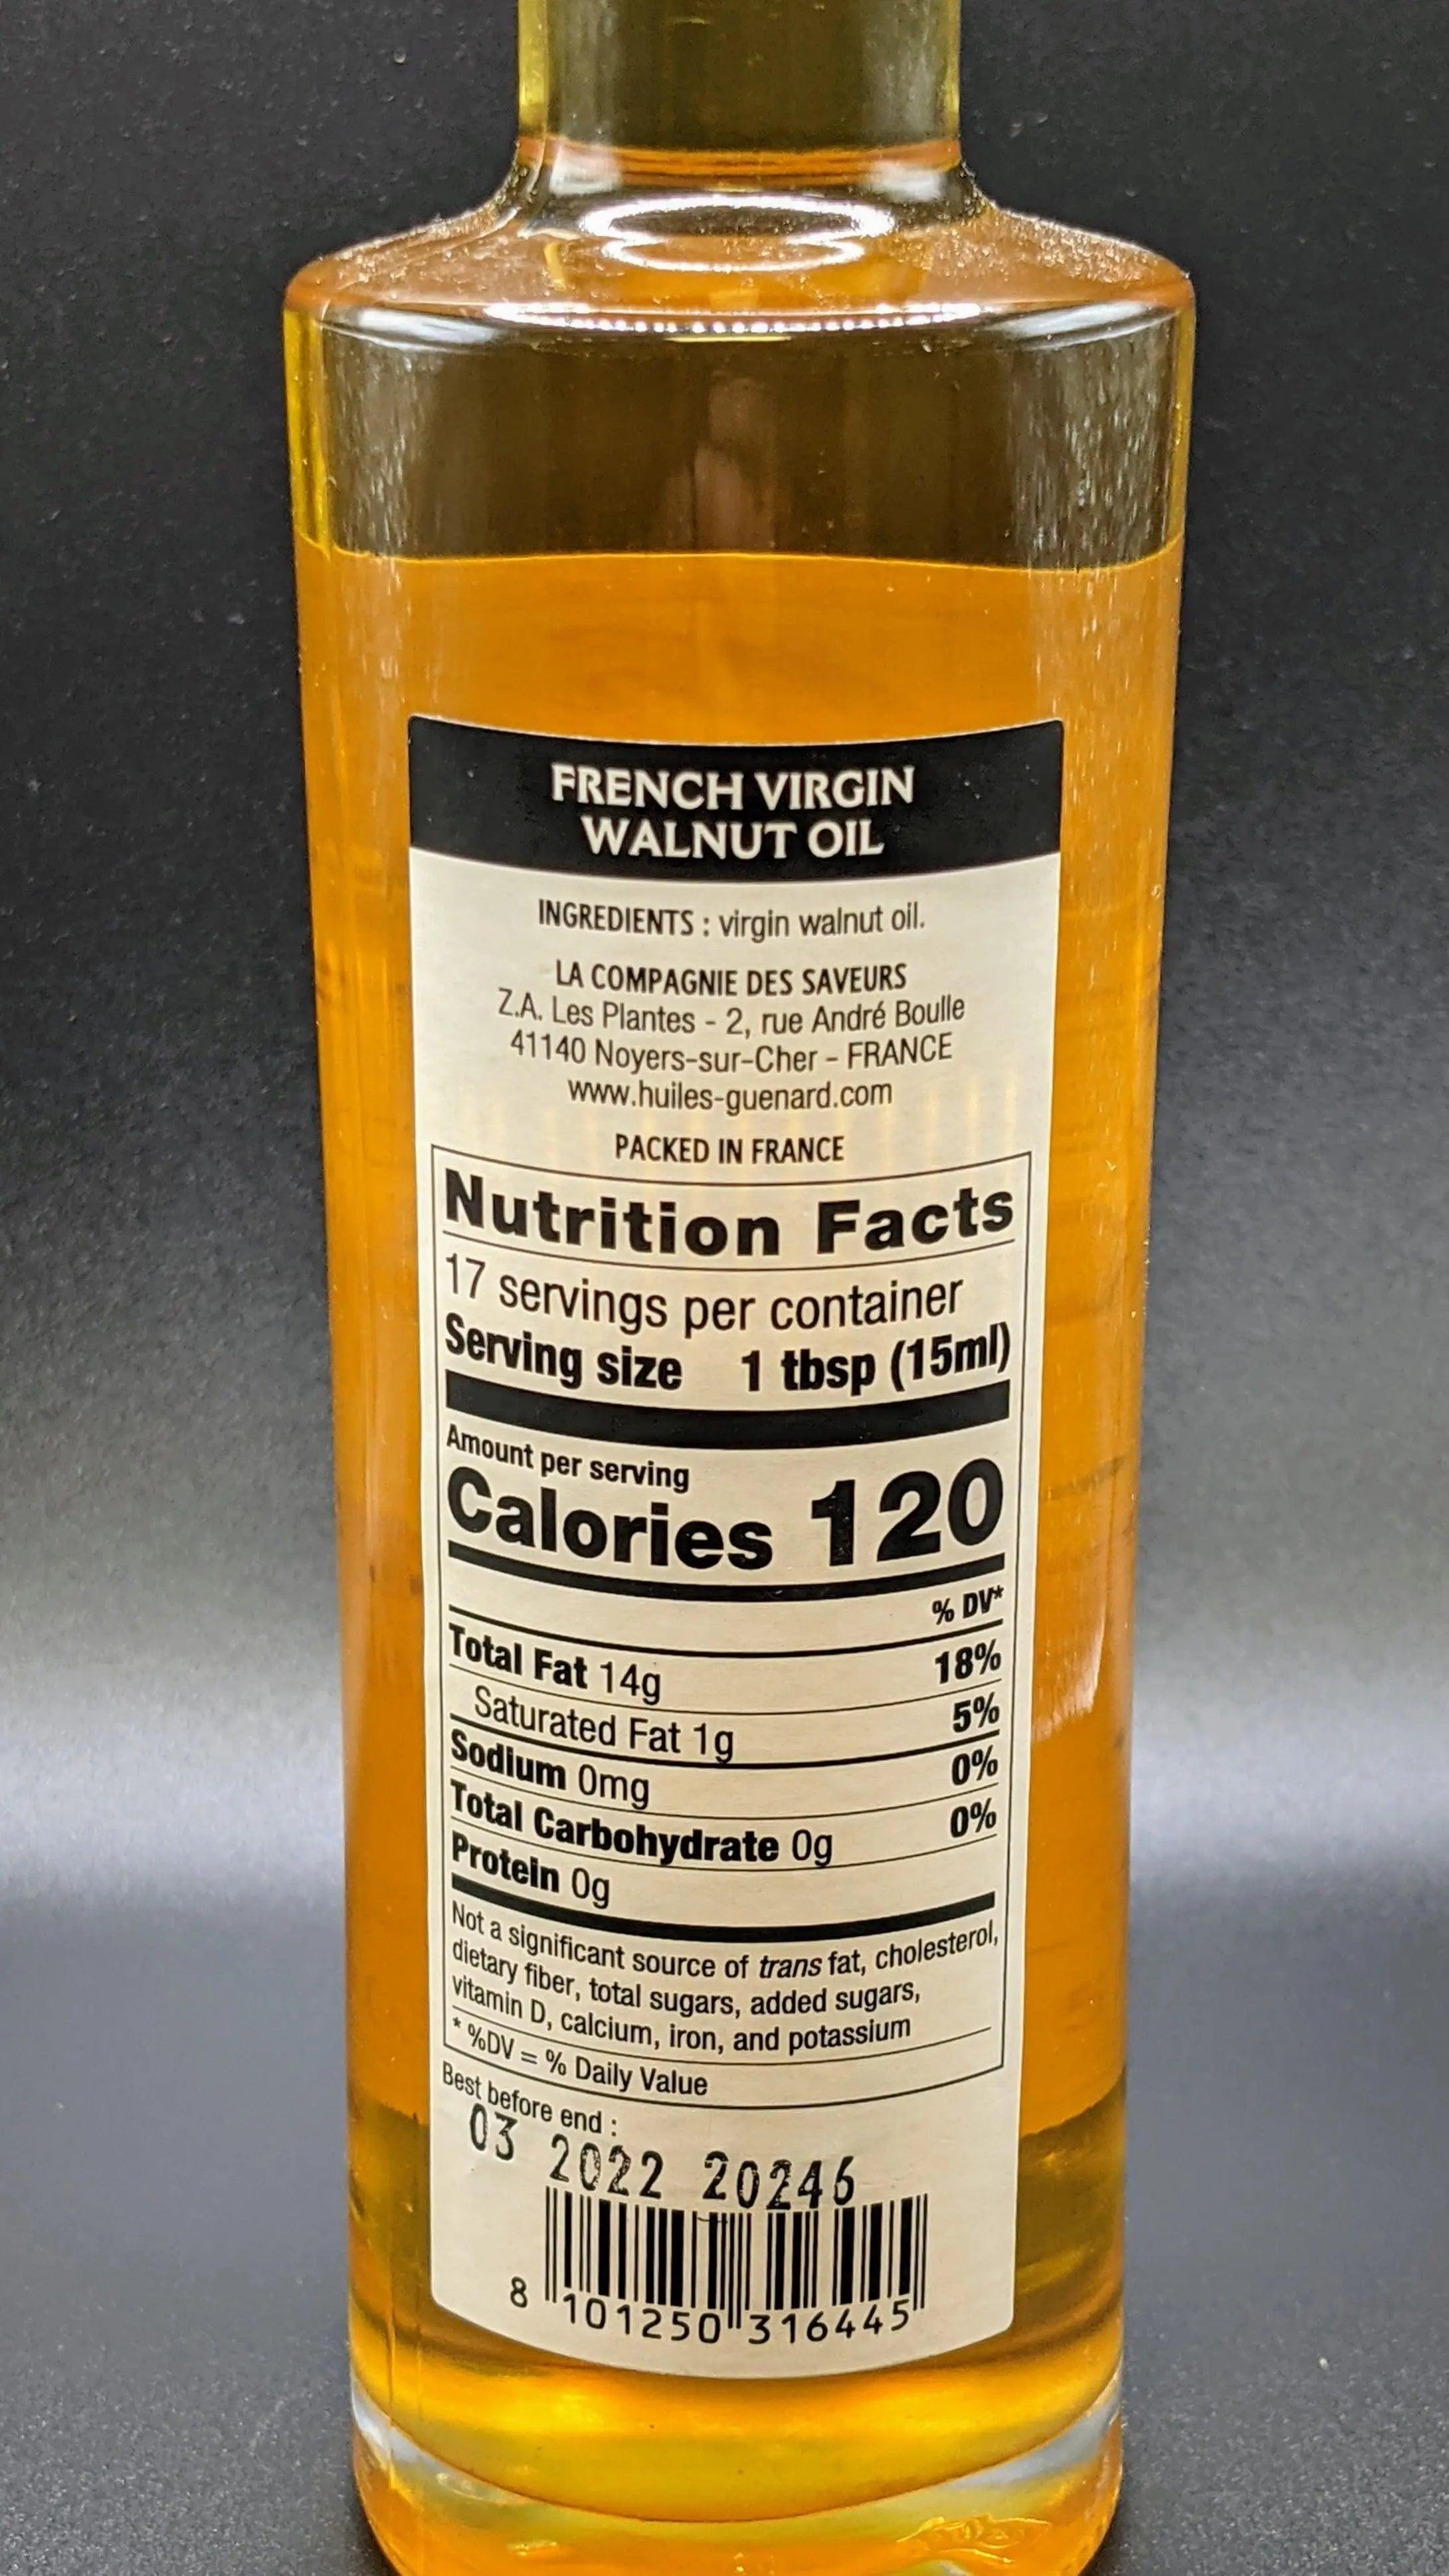 FRENCH VIRGIN
WALNUT OIL
INGREDIENTS : virgin walnut oil.
LA COMPAGNIE DES SAVEURS
Z.A. Les Plantes - 2, rue André Boulle
41140 Noyers-sur-Cher - FRANCE
www.huiles-guenard.com
PACKED IN FRANCE
Nutrition Facts
17 servings per container
Serving size 1 tbsp (15ml)
Amount per serving
Calories 120
% DV*
Total Fat 14g 18%
Saturated Fat 1g 5%
Sodium 0mg 0%
Total Carbohydrate 0g 0%
Protein 0g
Not a significant source of trans fat, cholesterol,
dietary fiber, total sugars, added sugars,
vitamin D, calcium, iron, and potassium
* %DV = % Daily Value
Best before end :
03 2022 20246
8 101250 316445